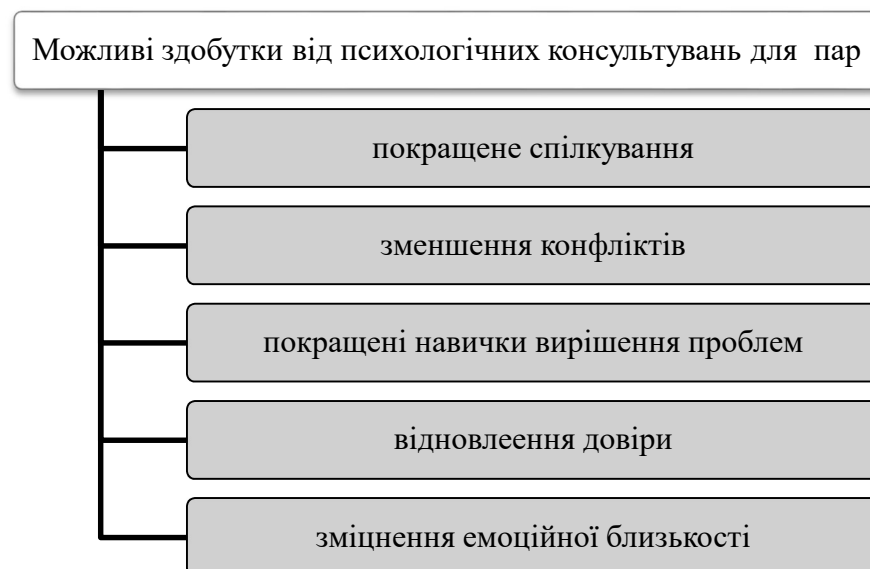 Можливі здобутки від психологічних консультувань для  пар
покращене спілкування
зменшення конфліктів
покращені навички вирішення проблем
відновлеення довіри
зміцнення емоційної близькості